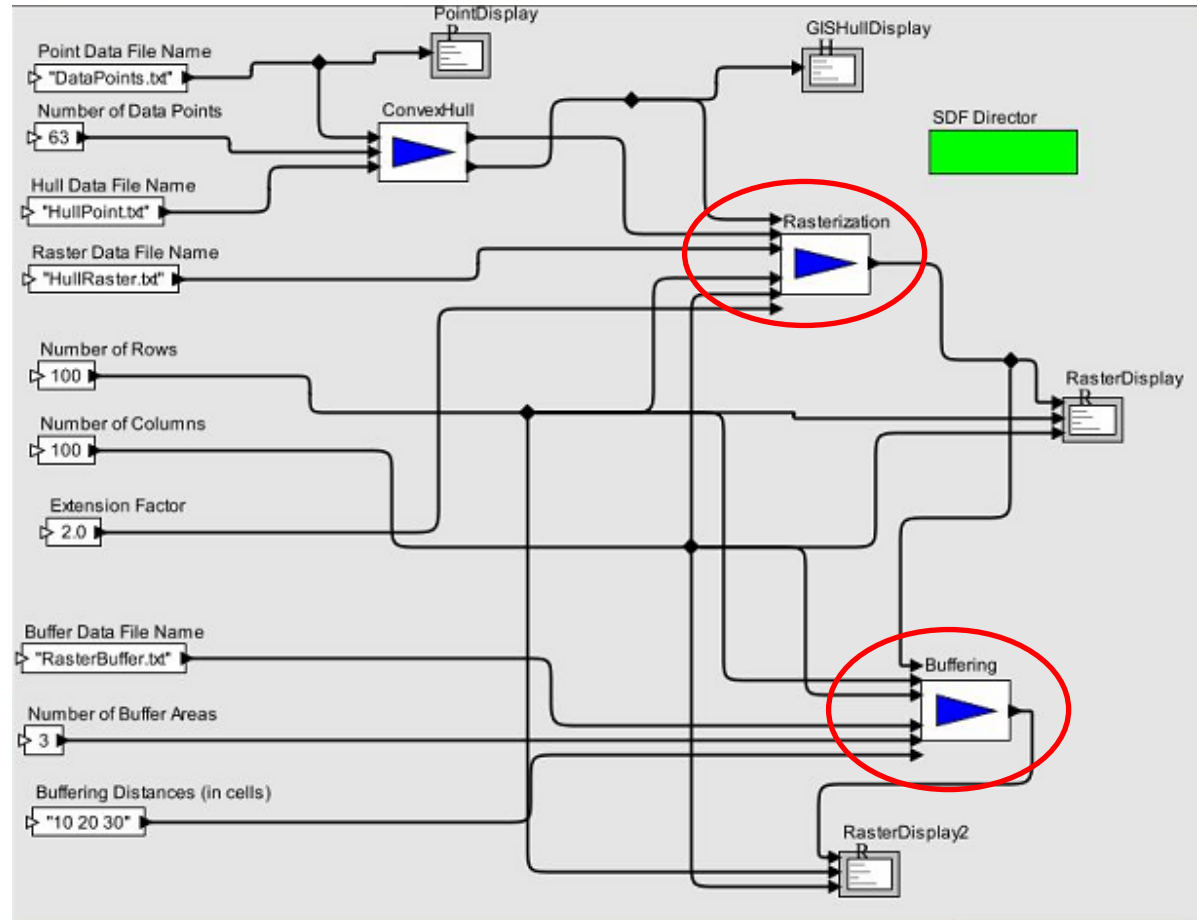 PointDisplay
P
GISHullDisplay
H
Point Data File Name
"DataPoints.txt"
Number of Data Points
63
ConvexHull
SDF Director
Hull Data File Name
"HullPoint.txt"
Rasterization
Raster Data File Name
"HullRaster.txt"
Number of Rows
100
RasterDisplay
R
Number of Columns
100
Extension Factor
2.0
Buffer Data File Name
"RasterBuffer.txt"
Buffering
Number of Buffer Areas
3
Buffering Distances (in cells)
"10 20 30"
RasterDisplay2
R